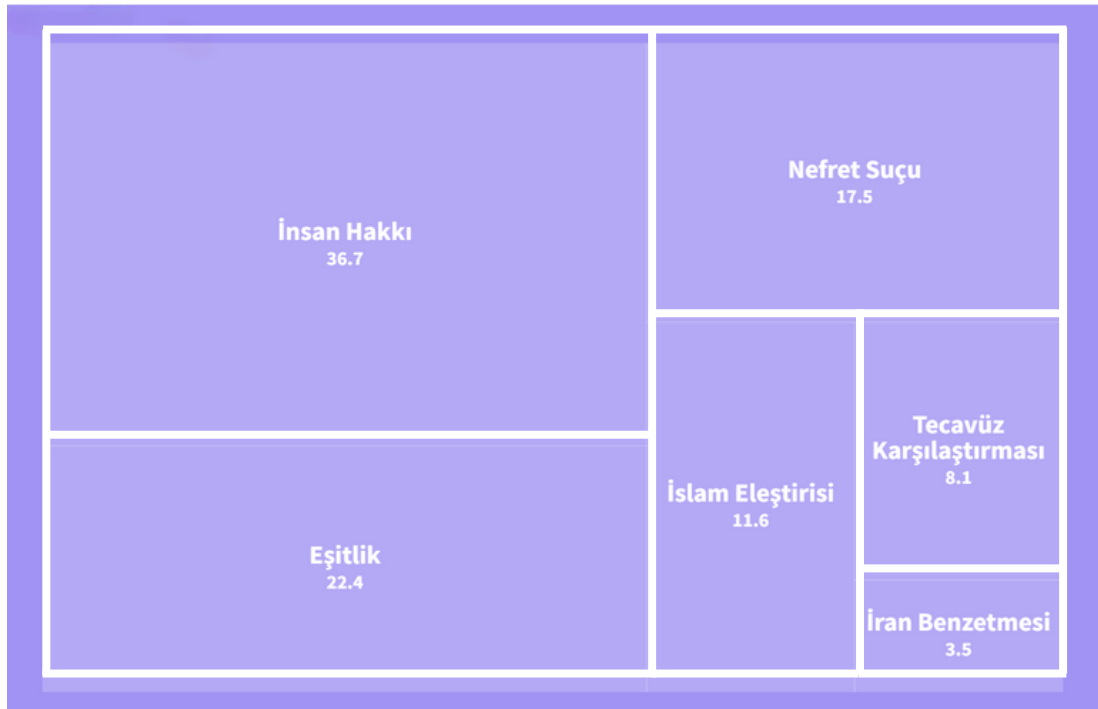 İnsan Hakkı
36.7
Eşitlik
22.4
Nefret Suçu
17.5
İslam Eleştirisi
11.6
Tecavüz
Karşılaştırması
8.1
İran Benzetmesi
3.5